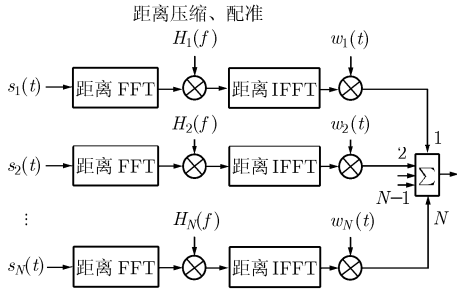 距离压缩、配准
H₁(f) w₁(t)
s₁(t) 距离 FFT 距离 IFFT
1
H₂(f) w₂(t)
s₂(t) 距离 FFT 距离 IFFT 2 ∑
N−1
⋮ H_N(f) w_N(t) N
s_N(t) 距离 FFT 距离 IFFT